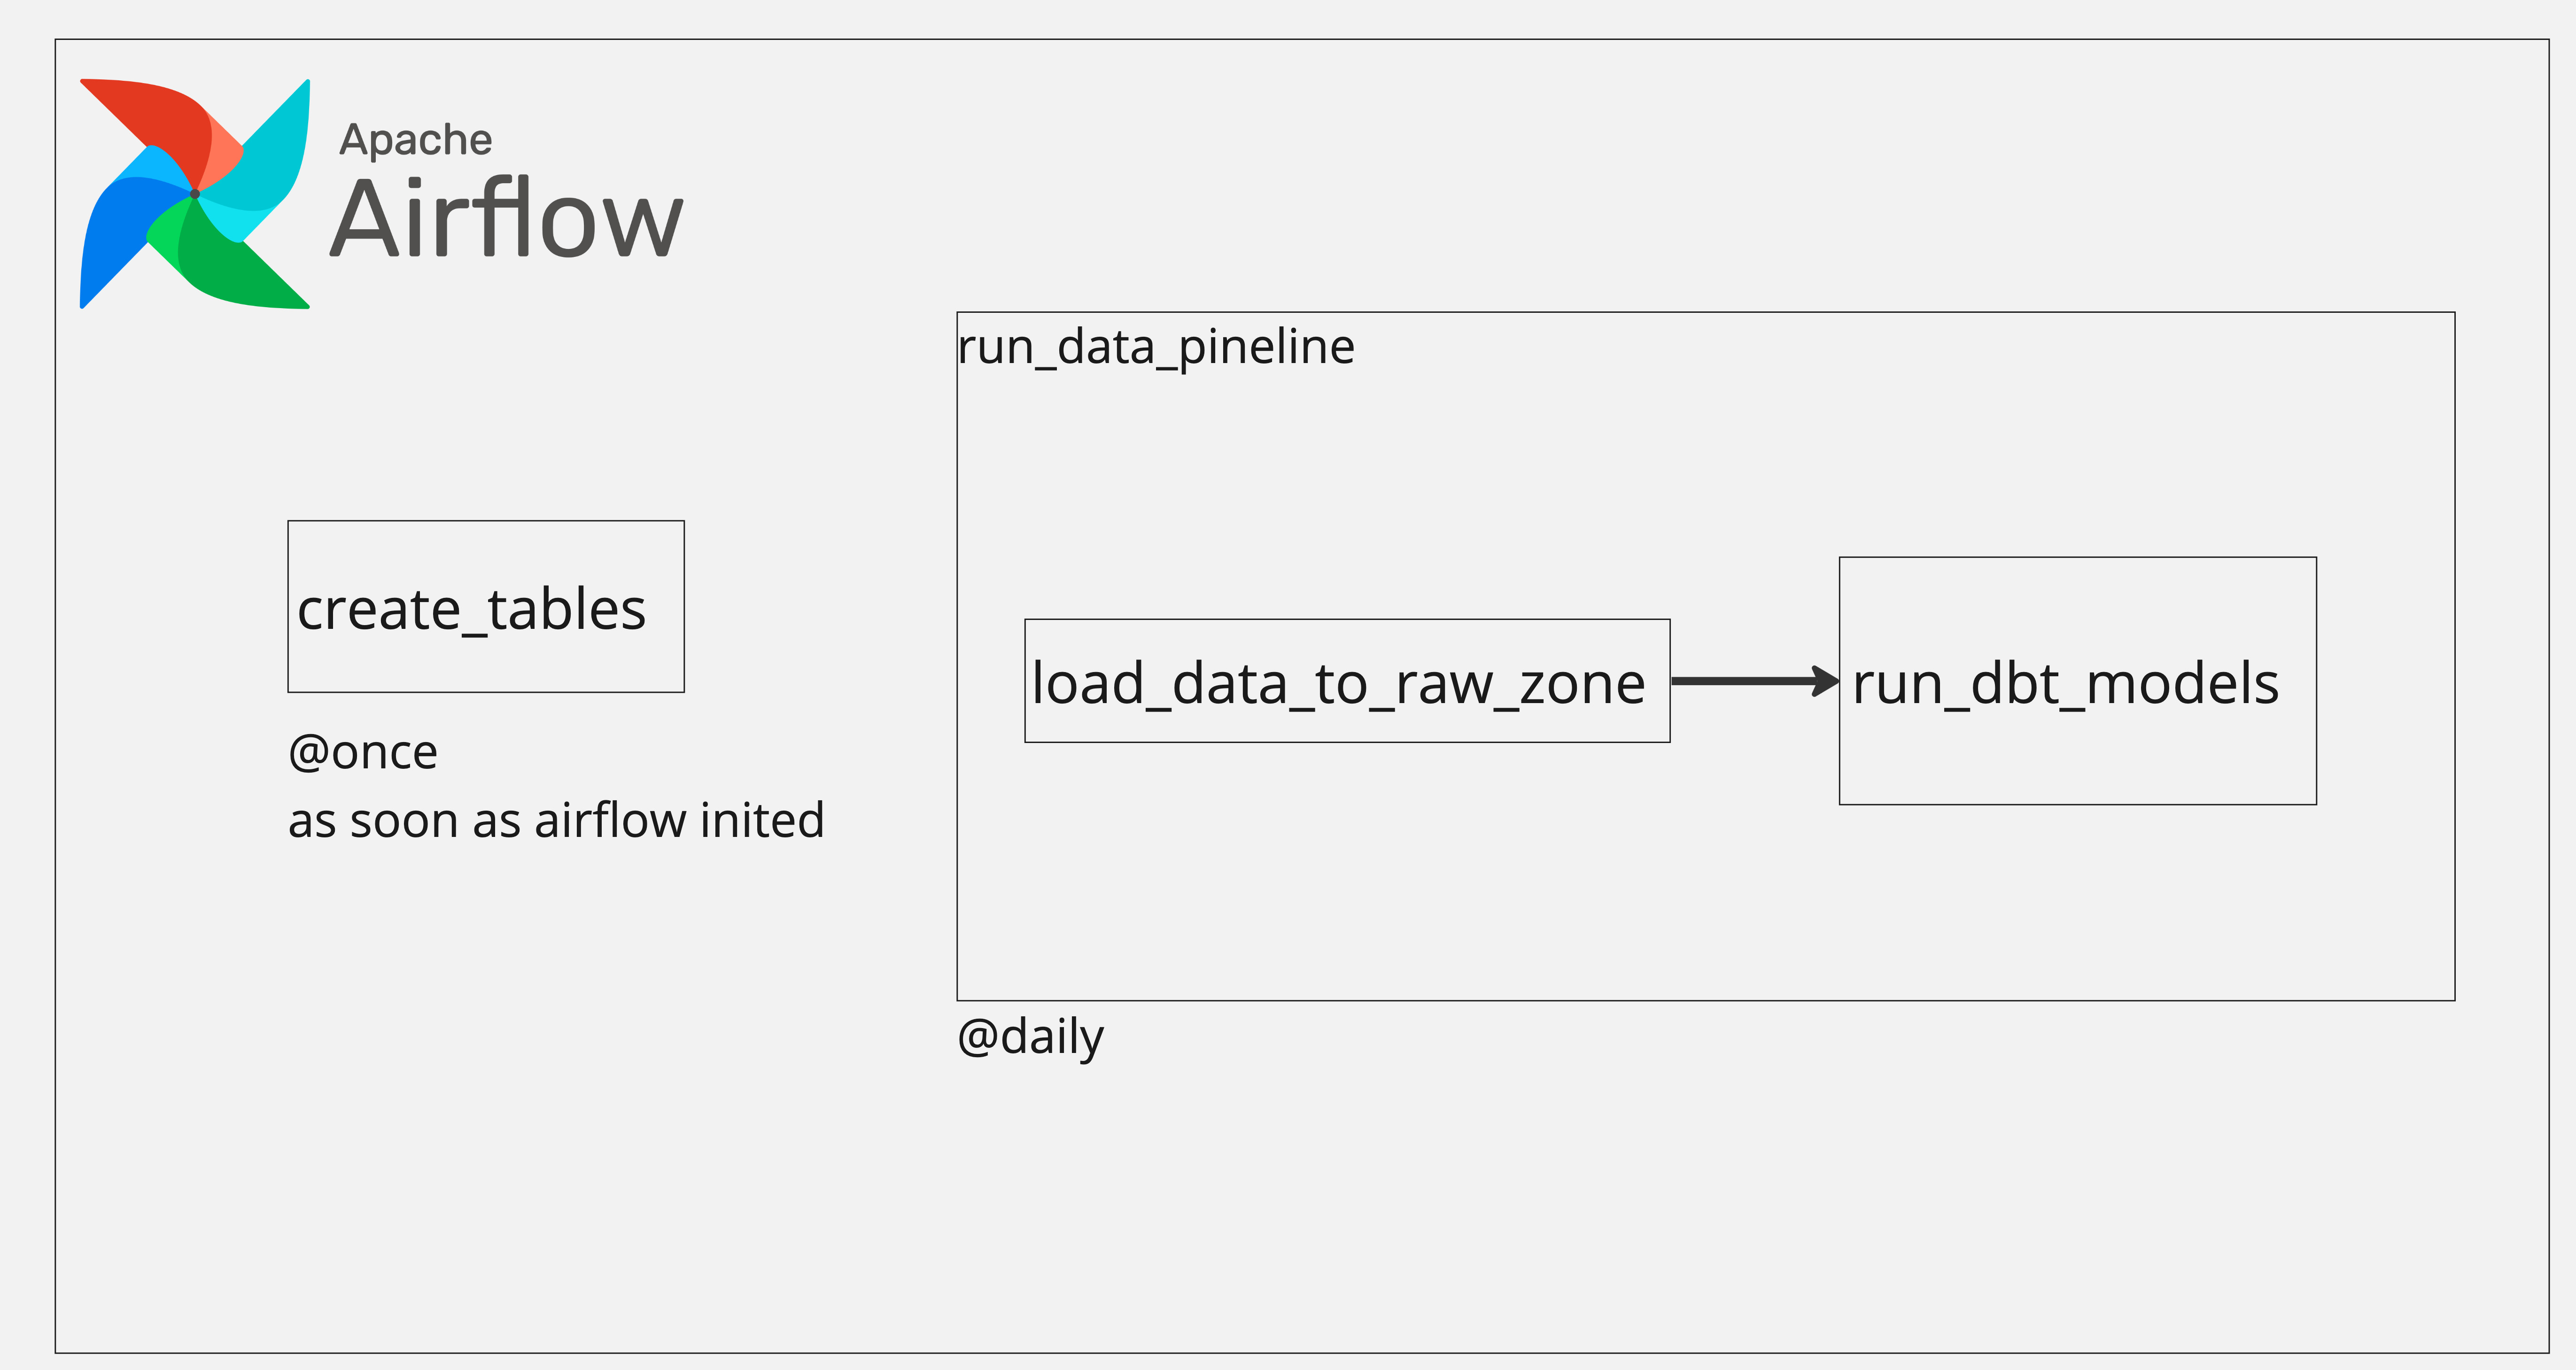 Apache
Airflow
run_data_pineline
create_tables
load_data_to_raw_zone
run_dbt_models
@once
as soon as airflow inited
@daily